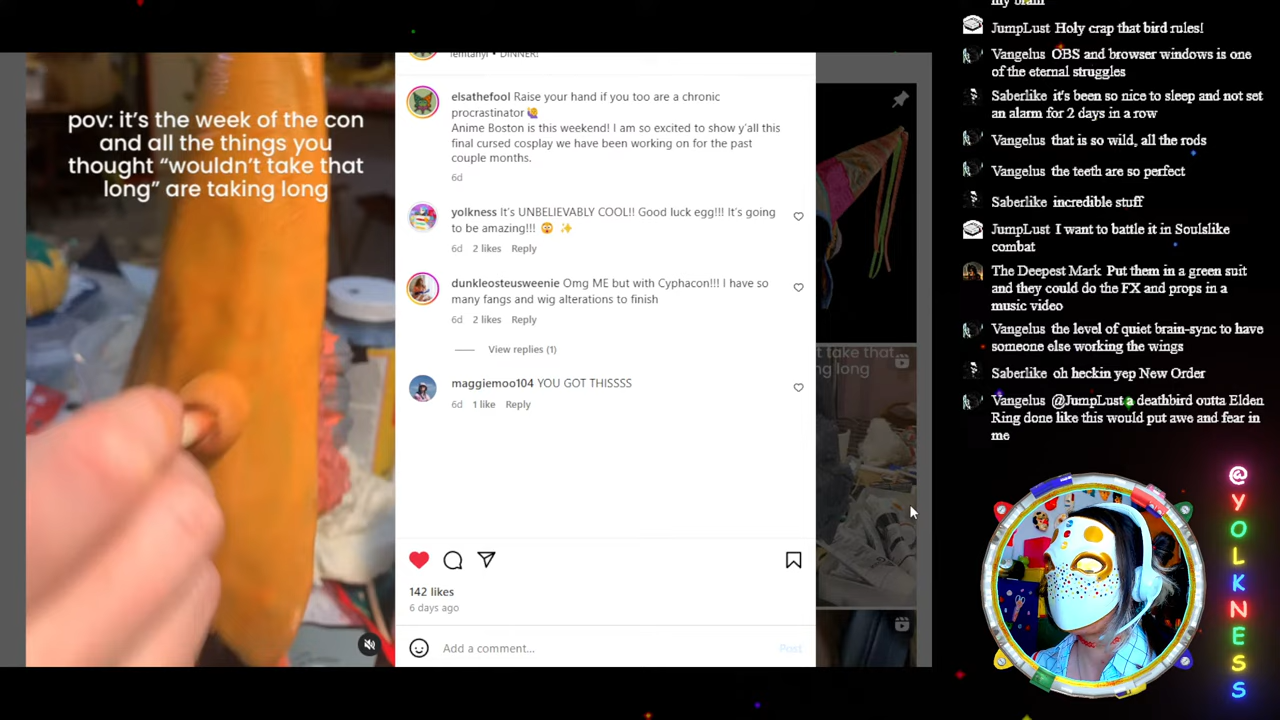 pov: it's the week of the con
and all the things you
thought "wouldn't take that
long" are taking long
DINNER!
elsathefool Raise your hand if you too are a chronic
procrastinator 🙋
Anime Boston is this weekend! I am so excited to show y'all this
final cursed cosplay we have been working on for the past
couple months.
6d
yolkness It's UNBELIEVABLY COOL!! Good luck egg!!! It's going
to be amazing!!! 🤯 ✨
6d 2 likes Reply
dunkleosteusweenie Omg ME but with Cyphacon!!! I have so
many fangs and wig alterations to finish
6d 2 likes Reply
View replies (1)
maggiemoo104 YOU GOT THISSSS
6d 1 like Reply
142 likes
6 days ago
Add a comment...
Post
take that...
ng long
my brain
JumpLust Holy crap that bird rules!
Vangelus OBS and browser windows is one
of the eternal struggles
Saberlike it's been so nice to sleep and not set
an alarm for 2 days in a row
Vangelus that is so wild, all the rods
Vangelus the teeth are so perfect
Saberlike incredible stuff
JumpLust I want to battle it in Soulslike
combat
The Deepest Mark Put them in a green suit
and they could do the FX and props in a
music video
Vangelus the level of quiet brain-sync to have
someone else working the wings
Saberlike oh heckin yep New Order
Vangelus @JumpLust a deathbird outta Elden
Ring done like this would put awe and fear in
me
@YOLKNESS